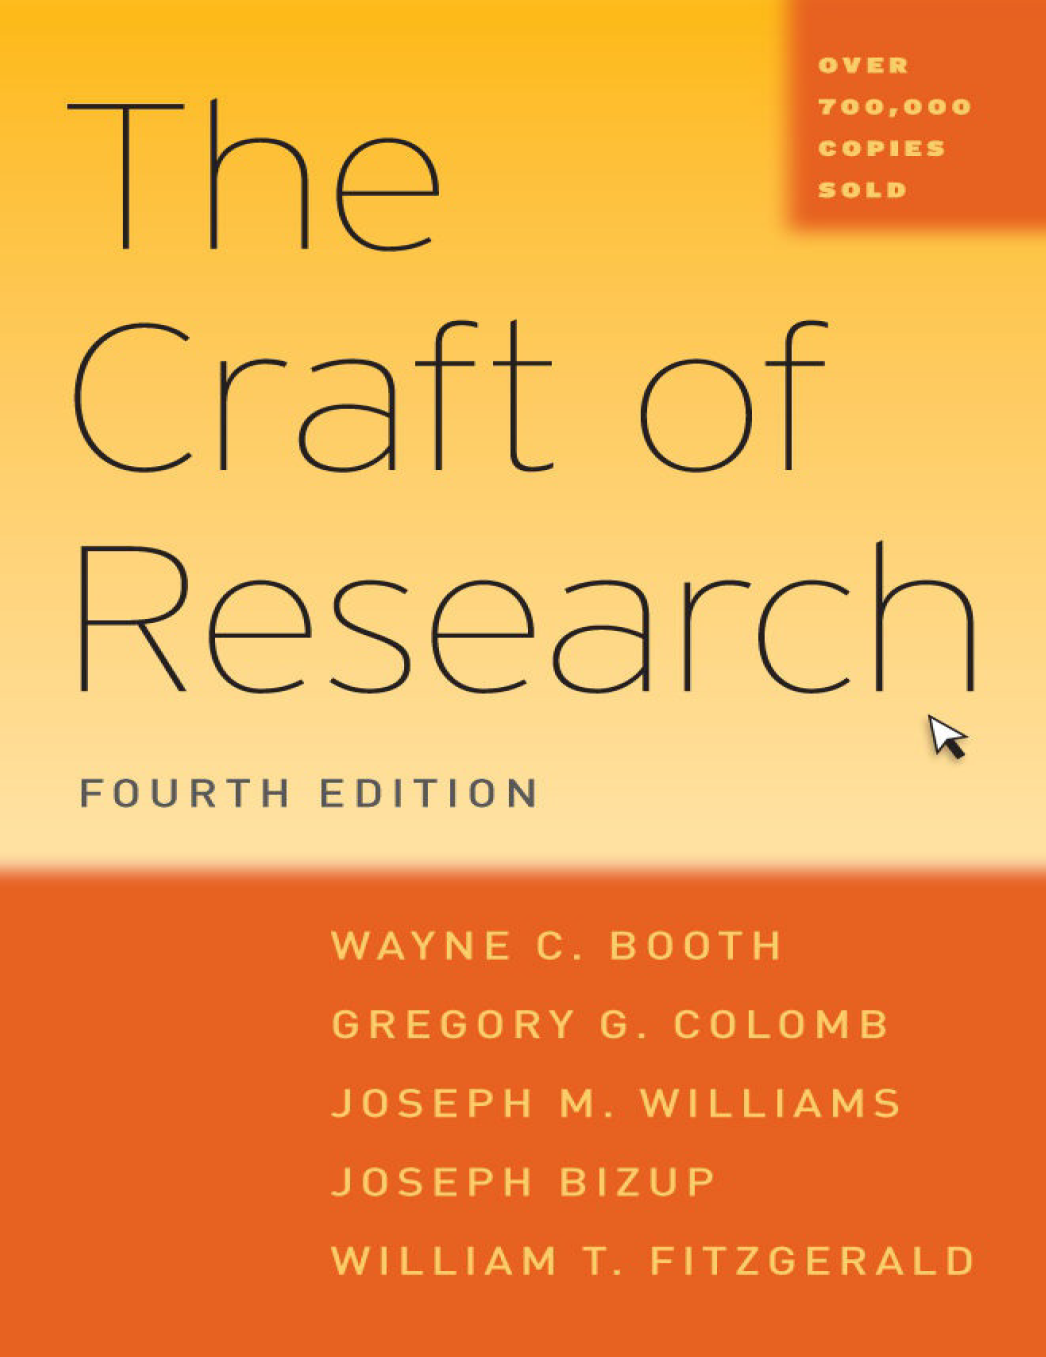 The
Craft of
Research
FOURTH EDITION
OVER
700,000
COPIES
SOLD
WAYNE C. BOOTH
GREGORY G. COLOMB
JOSEPH M. WILLIAMS
JOSEPH BIZUP
WILLIAM T. FITZGERALD